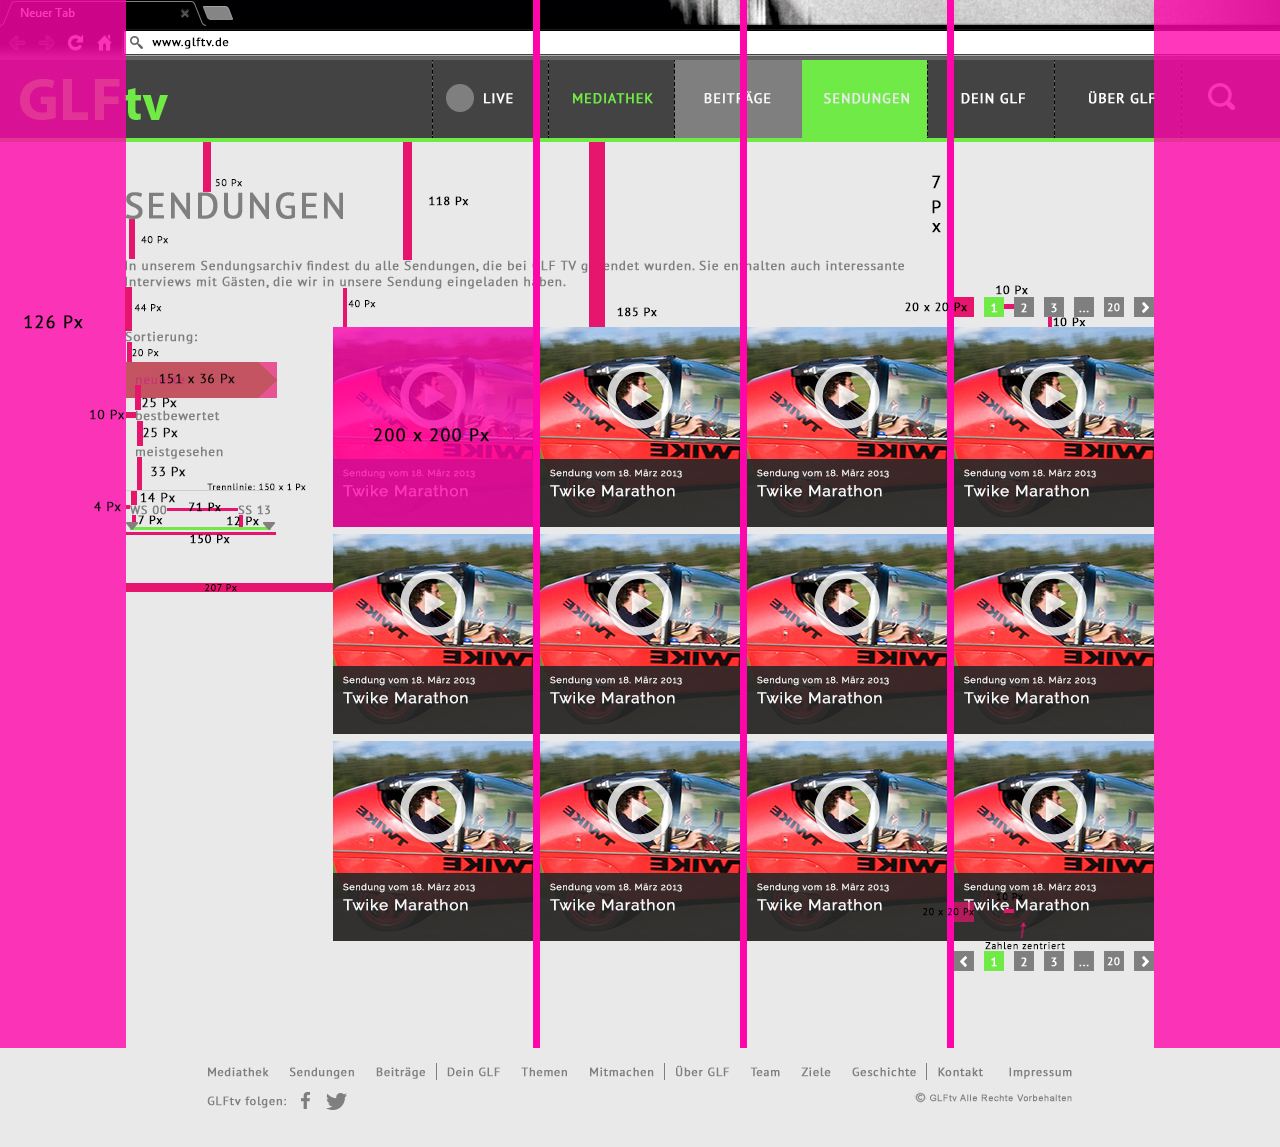 Neuer Tab
www.glftv.de
GLFtv
LIVE
MEDIATHEK
BEITRÄGE
SENDUNGEN
DEIN GLF
ÜBER GLF
50 Px
118 Px
7
P
x
SENDUNGEN
40 Px
In unserem Sendungsarchiv findest du alle Sendungen, die bei GLF TV gesendet wurden. Sie enthalten auch interessante
Interviews mit Gästen, die wir in unsere Sendung eingeladen haben.
10 Px
44 Px
40 Px
185 Px
20 x 20 Px
1 2 3 ... 20
126 Px
10 Px
Sortierung:
20 Px
151 x 36 Px
25 Px
10 Px
bestbewertet
25 Px
meistgesehen
33 Px
Trennlinie: 150 x 1 Px
14 Px
4 Px
WS 00
71 Px
SS 13
7 Px
12 Px
150 Px
207 Px
200 x 200 Px
Sendung vom 18. März 2013
Twike Marathon
Sendung vom 18. März 2013
Twike Marathon
Sendung vom 18. März 2013
Twike Marathon
Sendung vom 18. März 2013
Twike Marathon
Sendung vom 18. März 2013
Twike Marathon
Sendung vom 18. März 2013
Twike Marathon
Sendung vom 18. März 2013
Twike Marathon
Sendung vom 18. März 2013
Twike Marathon
Sendung vom 18. März 2013
Twike Marathon
Sendung vom 18. März 2013
Twike Marathon
Sendung vom 18. März 2013
Twike Marathon
Sendung vom 18. März 2013
Twike Marathon
10 Px
20 x 20 Px
Zahlen zentriert
1 2 3 ... 20
Mediathek Sendungen Beiträge Dein GLF Themen Mitmachen Über GLF Team Ziele Geschichte Kontakt Impressum
GLFtv folgen:
© GLFtv Alle Rechte Vorbehalten